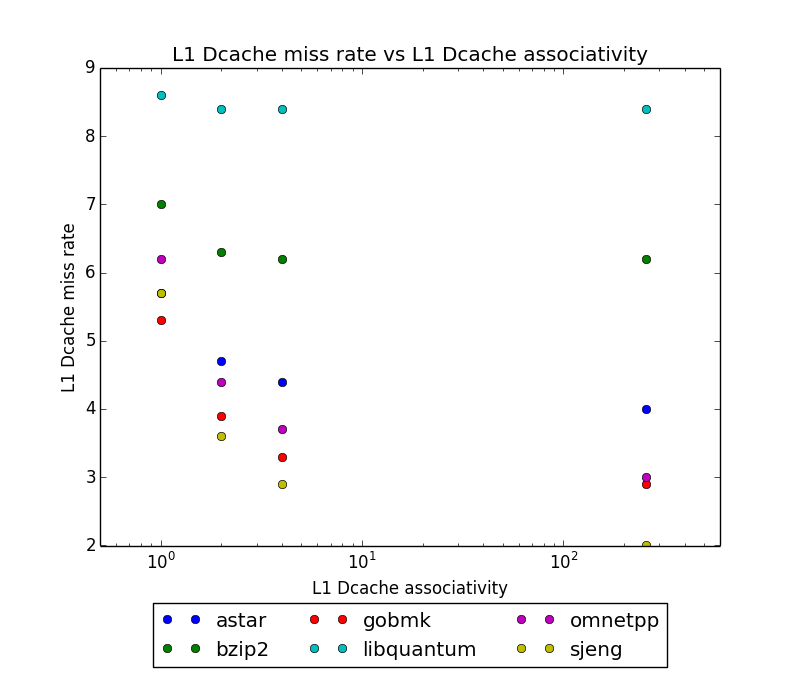 L1 Dcache miss rate vs L1 Dcache associativity
9
8
7
6
5
4
3
2
L1 Dcache miss rate
10^0 10^1 10^2
L1 Dcache associativity
astar gobmk omnetpp
bzip2 libquantum sjeng